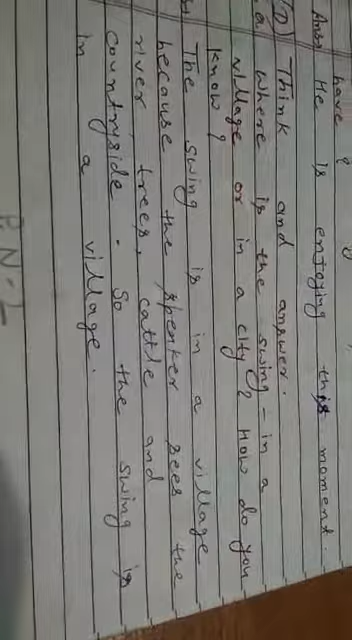 have ?
Ans. He is enjoying this moment.
(D) Think and answer.
a where is the swing - in a
village or in a city? How do you
know?
The swing is in a village
because the speaker sees the
river trees, cattle and
countryside. So the swing is
in a village.
P.N:-2